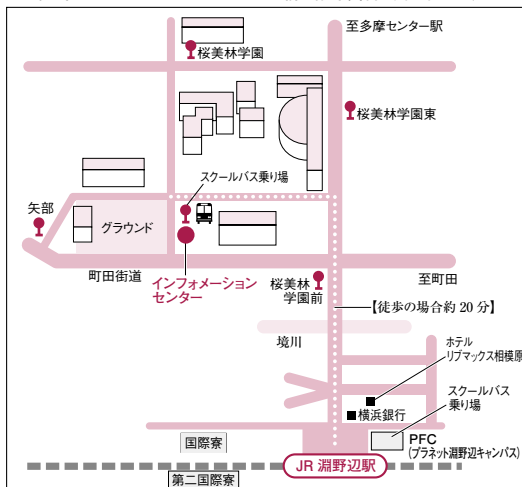 至多摩センター駅
桜美林学園
桜美林学園東
スクールバス乗り場
矢部
グラウンド
インフォメーション
センター
町田街道
桜美林
学園前
至町田
【徒歩の場合約20分】
境川
ホテル
リブマックス相模原
スクールバス
乗り場
横浜銀行
PFC
(プラネット淵野辺キャンパス)
国際寮
JR 淵野辺駅
第二国際寮